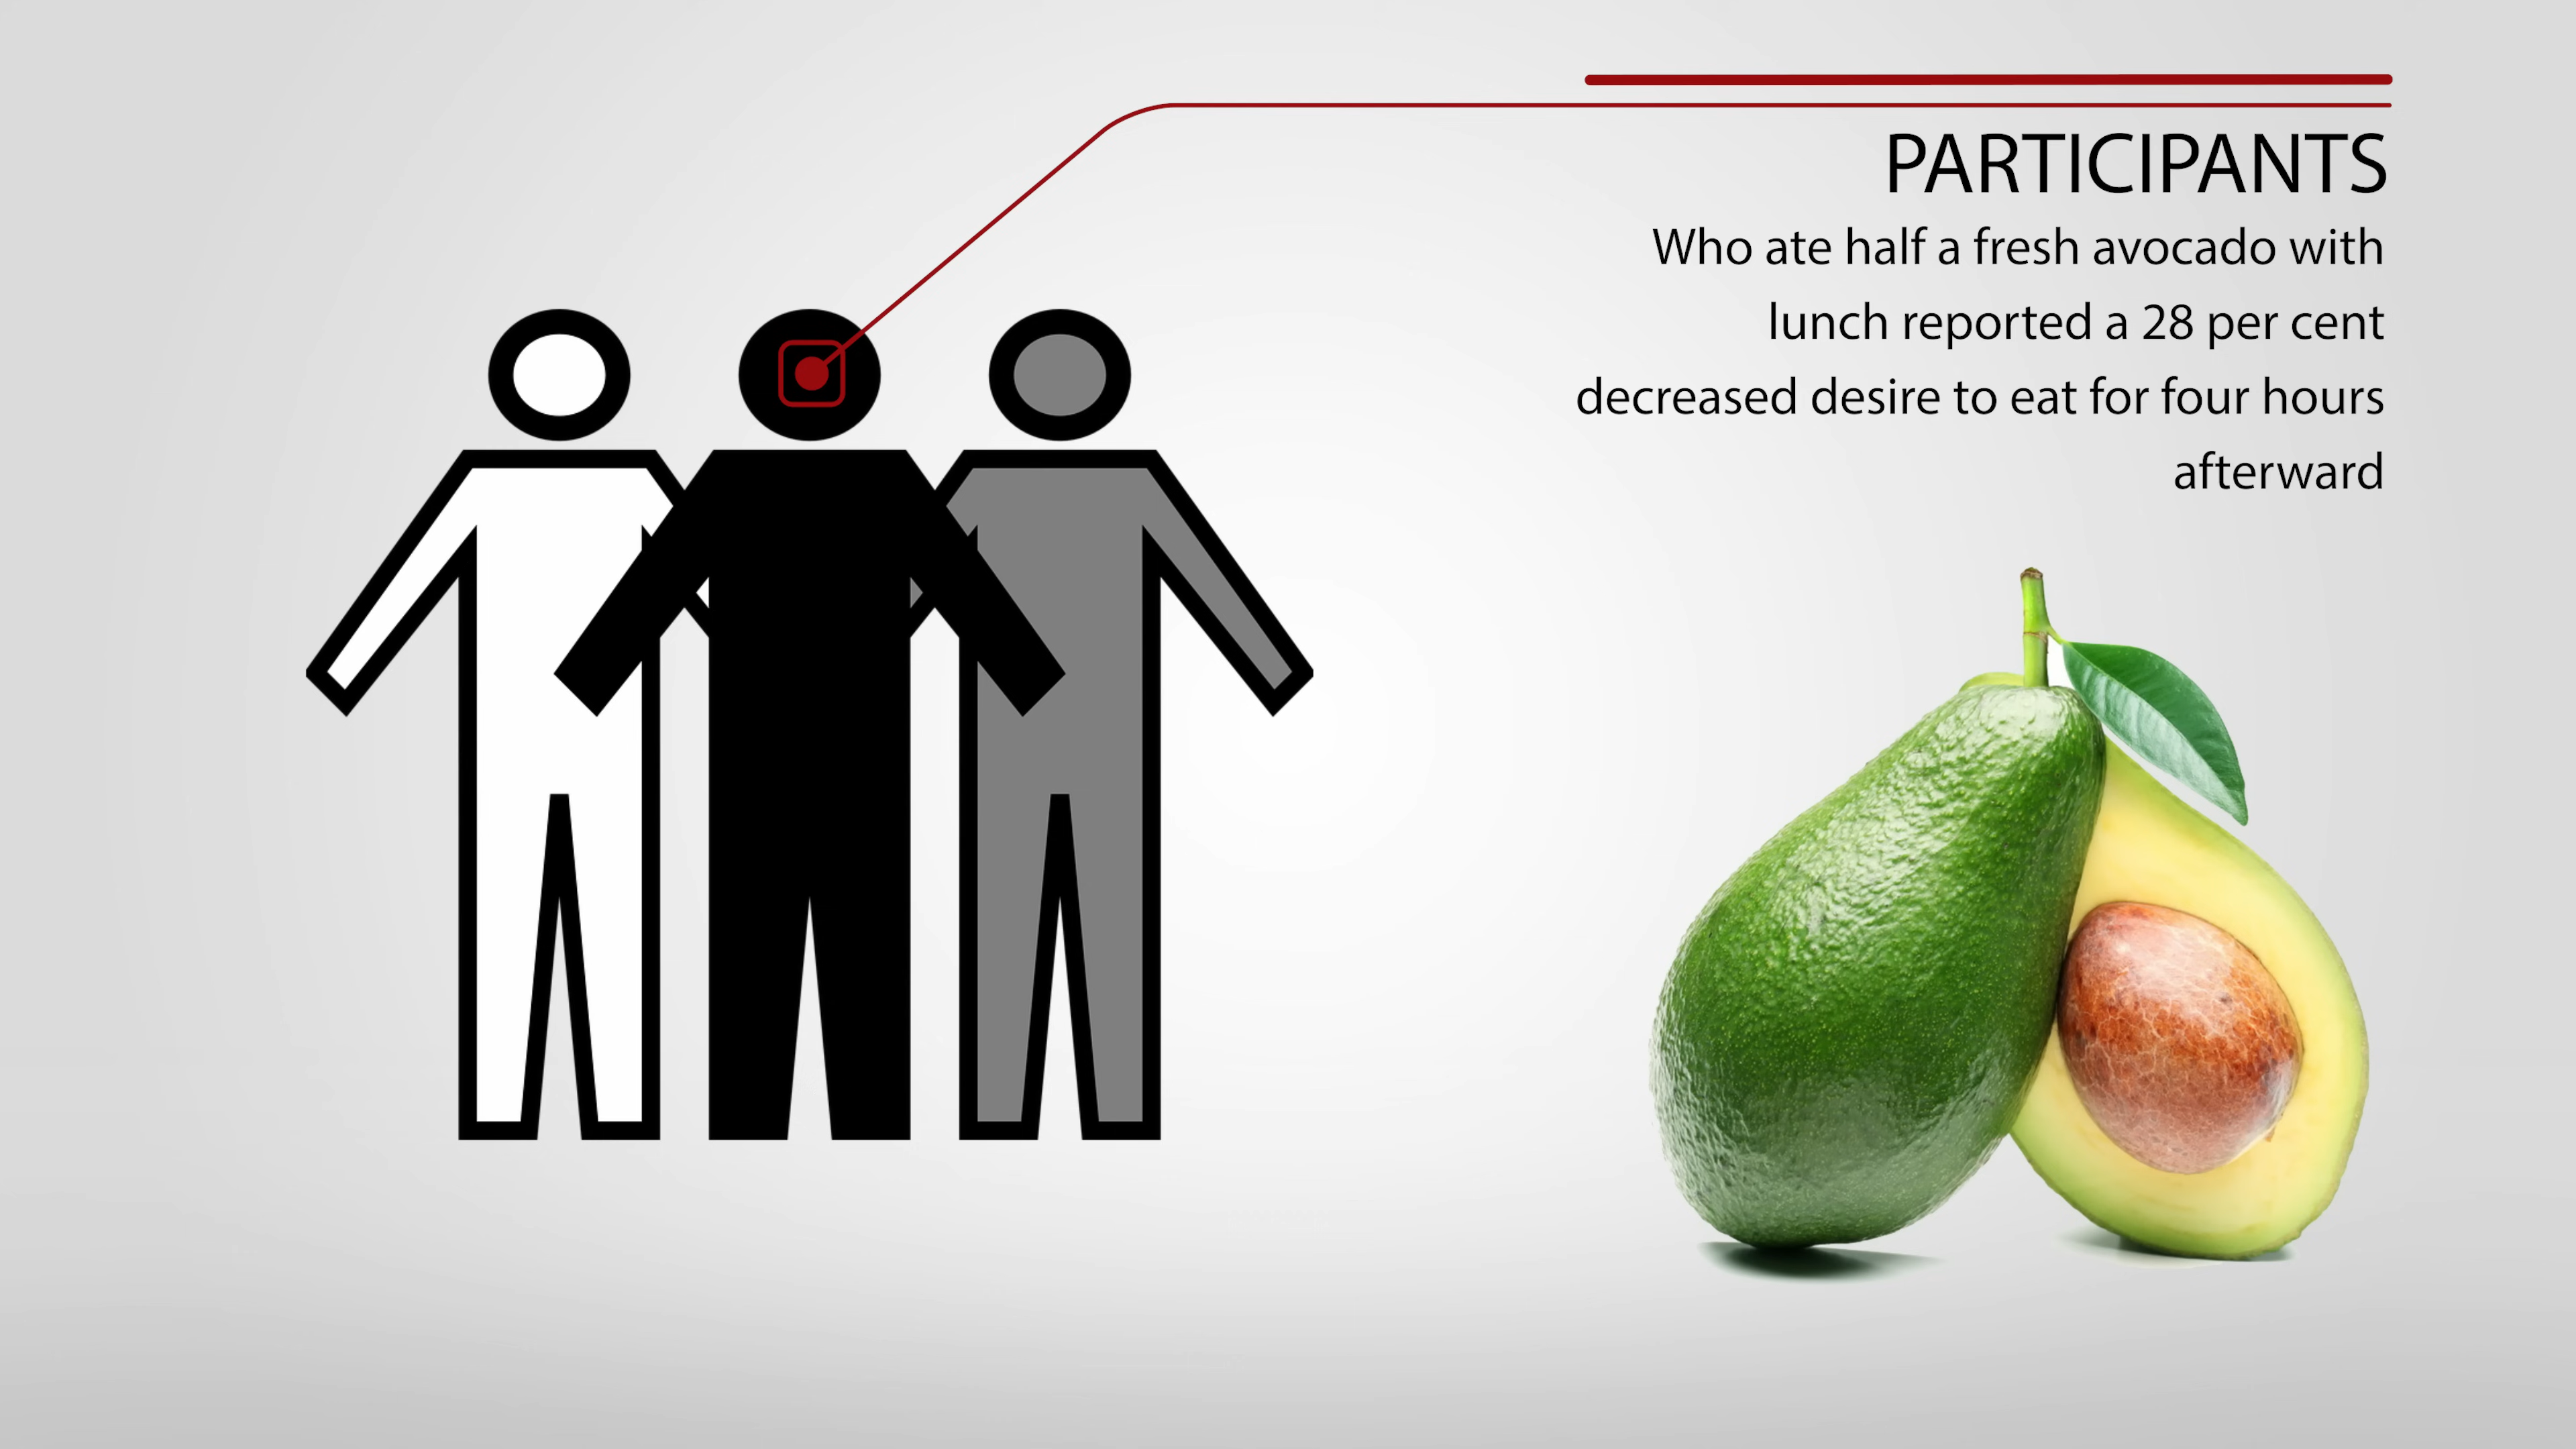 PARTICIPANTS
Who ate half a fresh avocado with
lunch reported a 28 per cent
decreased desire to eat for four hours
afterward